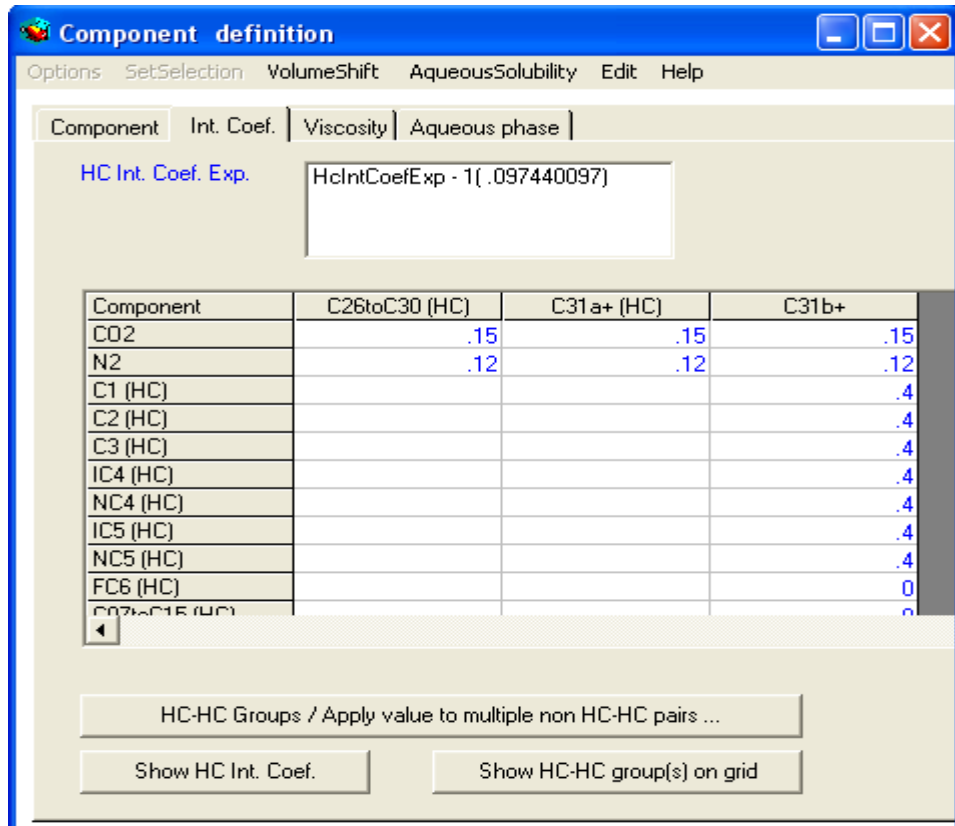 Component definition
Options SetSelection VolumeShift AqueousSolubility Edit Help
Component Int. Coef. Viscosity Aqueous phase
HC Int. Coef. Exp. HcIntCoefExp - 1( .097440097)
Component C26toC30 (HC) C31a+ (HC) C31b+
CO2 .15 .15 .15
N2 .12 .12 .12
C1 (HC) .4
C2 (HC) .4
C3 (HC) .4
IC4 (HC) .4
NC4 (HC) .4
IC5 (HC) .4
NC5 (HC) .4
FC6 (HC) 0
C07toC15 (HC) 0
HC-HC Groups / Apply value to multiple non HC-HC pairs ...
Show HC Int. Coef. Show HC-HC group(s) on grid